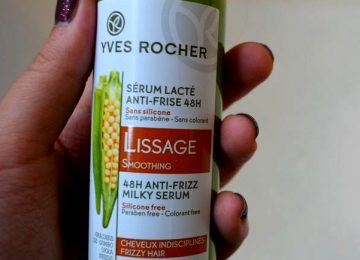 YVES ROCHER
SÉRUM LACTÉ
ANTI-FRISE 48H
Sans silicone
Sans parabène - Sans colorant
LISSAGE
SMOOTHING
48H ANTI-FRIZZ
MILKY SERUM
Silicone free
Paraben free - Colorant free
CHEVEUX INDISCIPLINÉS
FRIZZY HAIR